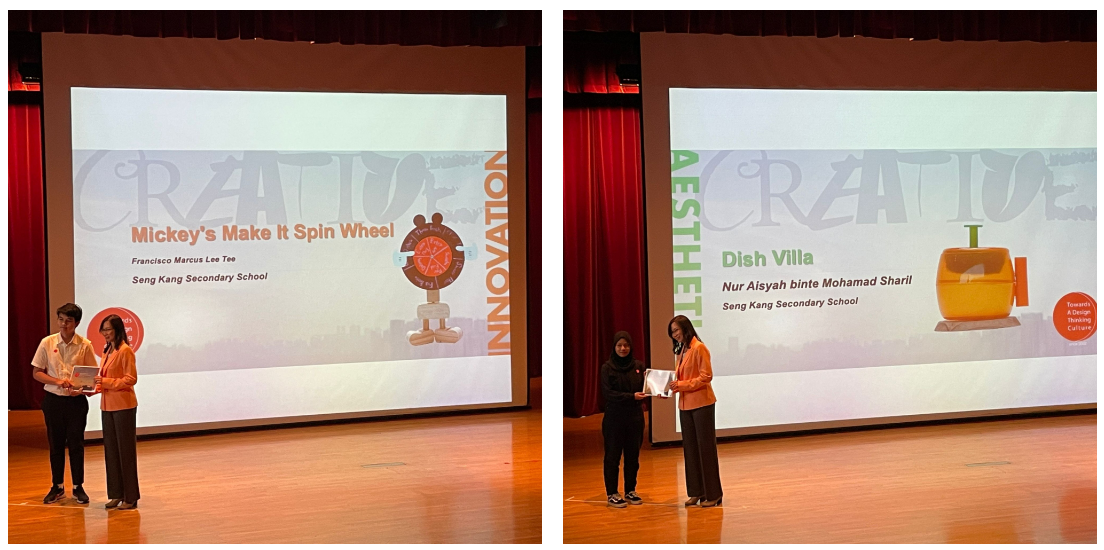 CREATIVE
INNOVATION
Mickey's Make It Spin Wheel
Francisco Marcus Lee Tee
Seng Kang Secondary School
AESTHETI
CREATIVE
Dish Villa
Nur Aisyah binte Mohamad Sharil
Seng Kang Secondary School
Towards
A Design
Thinking
Culture